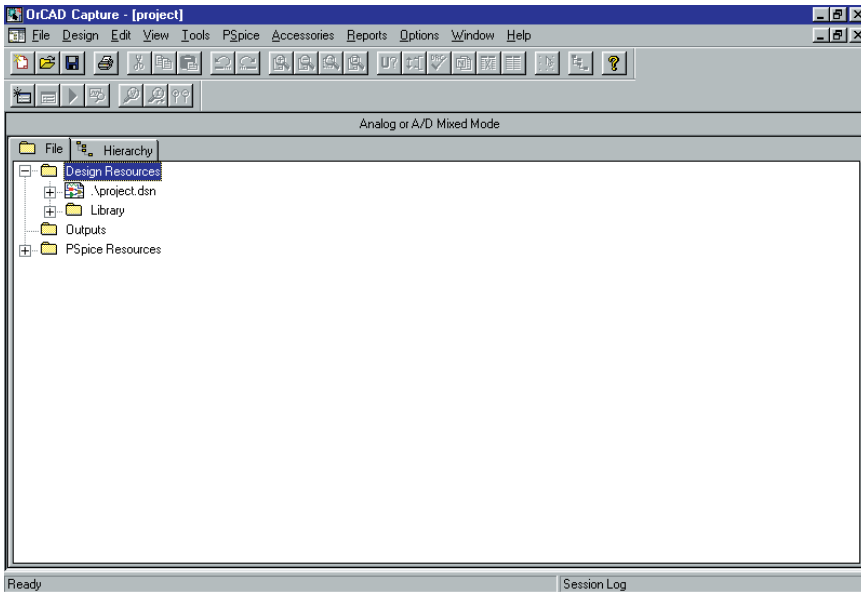 OrCAD Capture - [project]
File Design Edit View Tools PSpice Accessories Reports Options Window Help
U? ?
Analog or A/D Mixed Mode
File Hierarchy
Design Resources
.\project.dsn
Library
Outputs
PSpice Resources
Ready Session Log